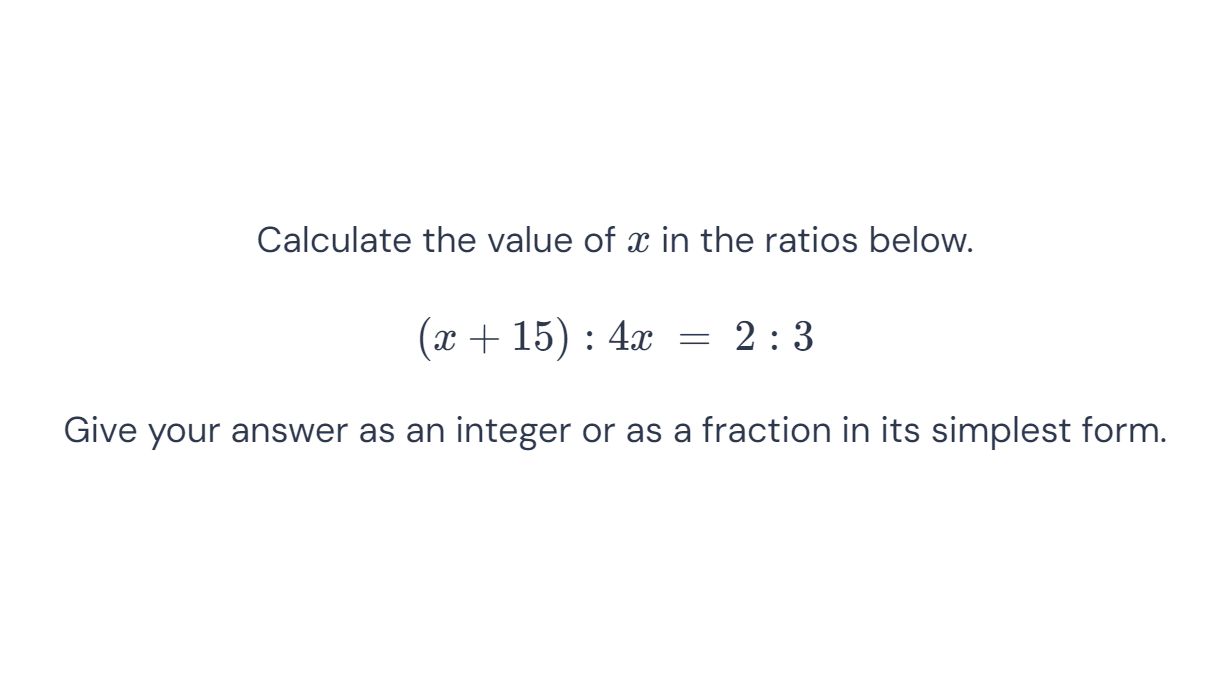 Calculate the value of x in the ratios below.
(x + 15) : 4x = 2 : 3
Give your answer as an integer or as a fraction in its simplest form.